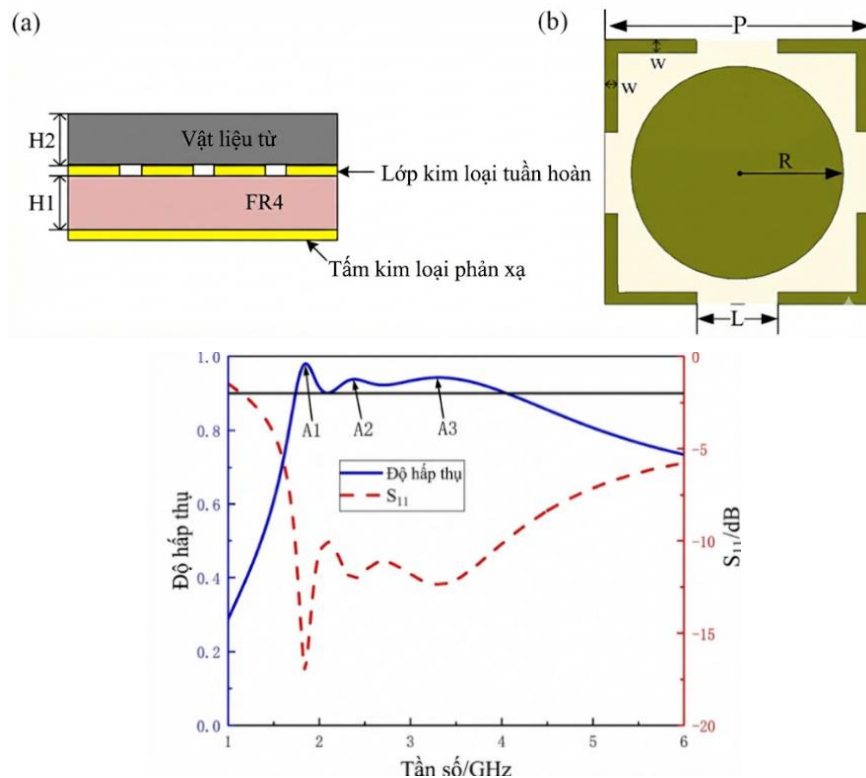 (a)
(b)
P
W
W
H2
Vật liệu từ
R
Lớp kim loại tuần hoàn
H1
FR4
Tấm kim loại phản xạ
L
1.0
0.8
0.6
0.4
0.2
0.0
Độ hấp thụ
A1
A2
A3
Độ hấp thụ
S₁₁
0
-5
-10
-15
-20
S₁₁/dB
1 2 3 4 5 6
Tần số/GHz